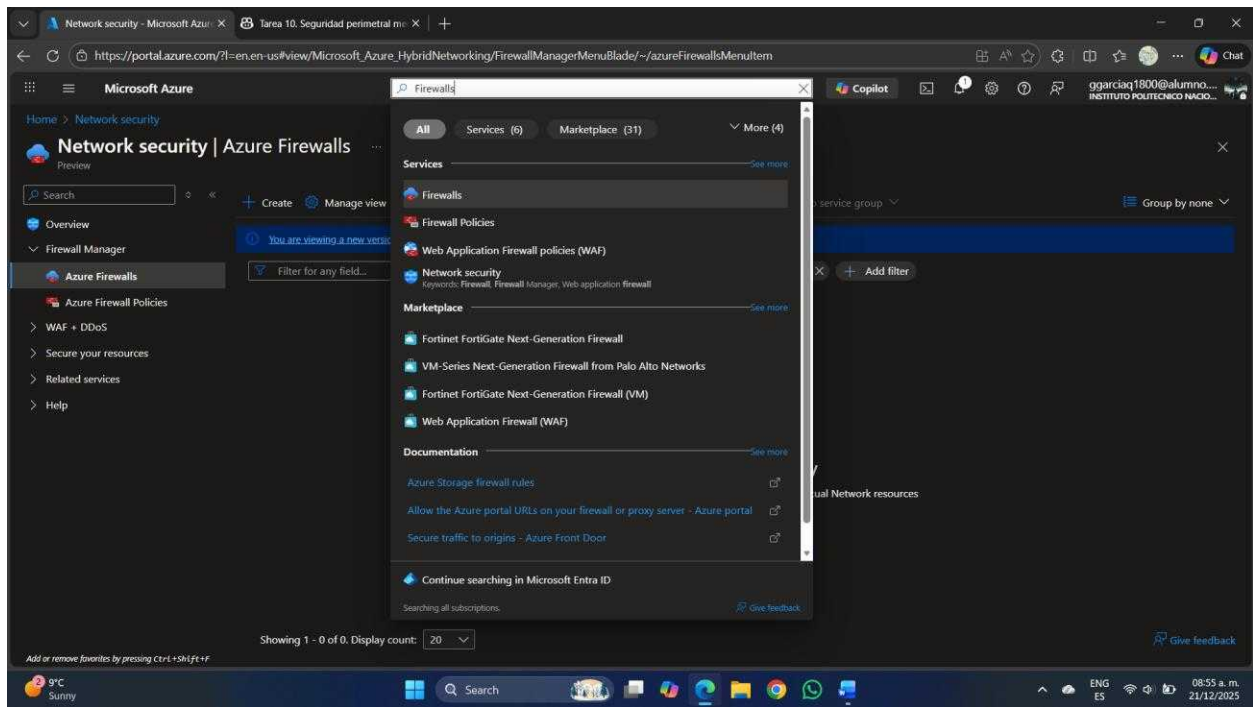 Network security - Microsoft Azur
Tarea 10. Seguridad perimetral me
https://portal.azure.com/?l=en.en-us#view/Microsoft_Azure_HybridNetworking/FirewallManagerMenuBlade/~/azureFirewallsMenuItem
Chat
Microsoft Azure
Firewalls
Copilot
1
ggarciaq1800@alumno....
INSTITUTO POLITECNICO NACIO...
Home > Network security
Network security | Azure Firewalls ...
Preview
Search
Overview
Firewall Manager
Azure Firewalls
Azure Firewall Policies
WAF + DDoS
Secure your resources
Related services
Help
+ Create
Manage view
service group
Group by none
You are viewing a new versio
Filter for any field...
+ Add filter
All
Services (6)
Marketplace (31)
More (4)
Services
See more
Firewalls
Firewall Policies
Web Application Firewall policies (WAF)
Network security
Keywords: Firewall, Firewall Manager, Web application firewall
Marketplace
See more
Fortinet FortiGate Next-Generation Firewall
VM-Series Next-Generation Firewall from Palo Alto Networks
Fortinet FortiGate Next-Generation Firewall (VM)
Web Application Firewall (WAF)
Documentation
See more
Azure Storage firewall rules
Allow the Azure portal URLs on your firewall or proxy server - Azure portal
Secure traffic to origins - Azure Front Door
Continue searching in Microsoft Entra ID
Searching all subscriptions.
Give feedback
tual Network resources
Showing 1 - 0 of 0. Display count: 20
Give feedback
Add or remove favorites by pressing Ctrl+Shift+F
2
9°C
Sunny
Search
ENG
ES
08:55 a. m.
21/12/2025